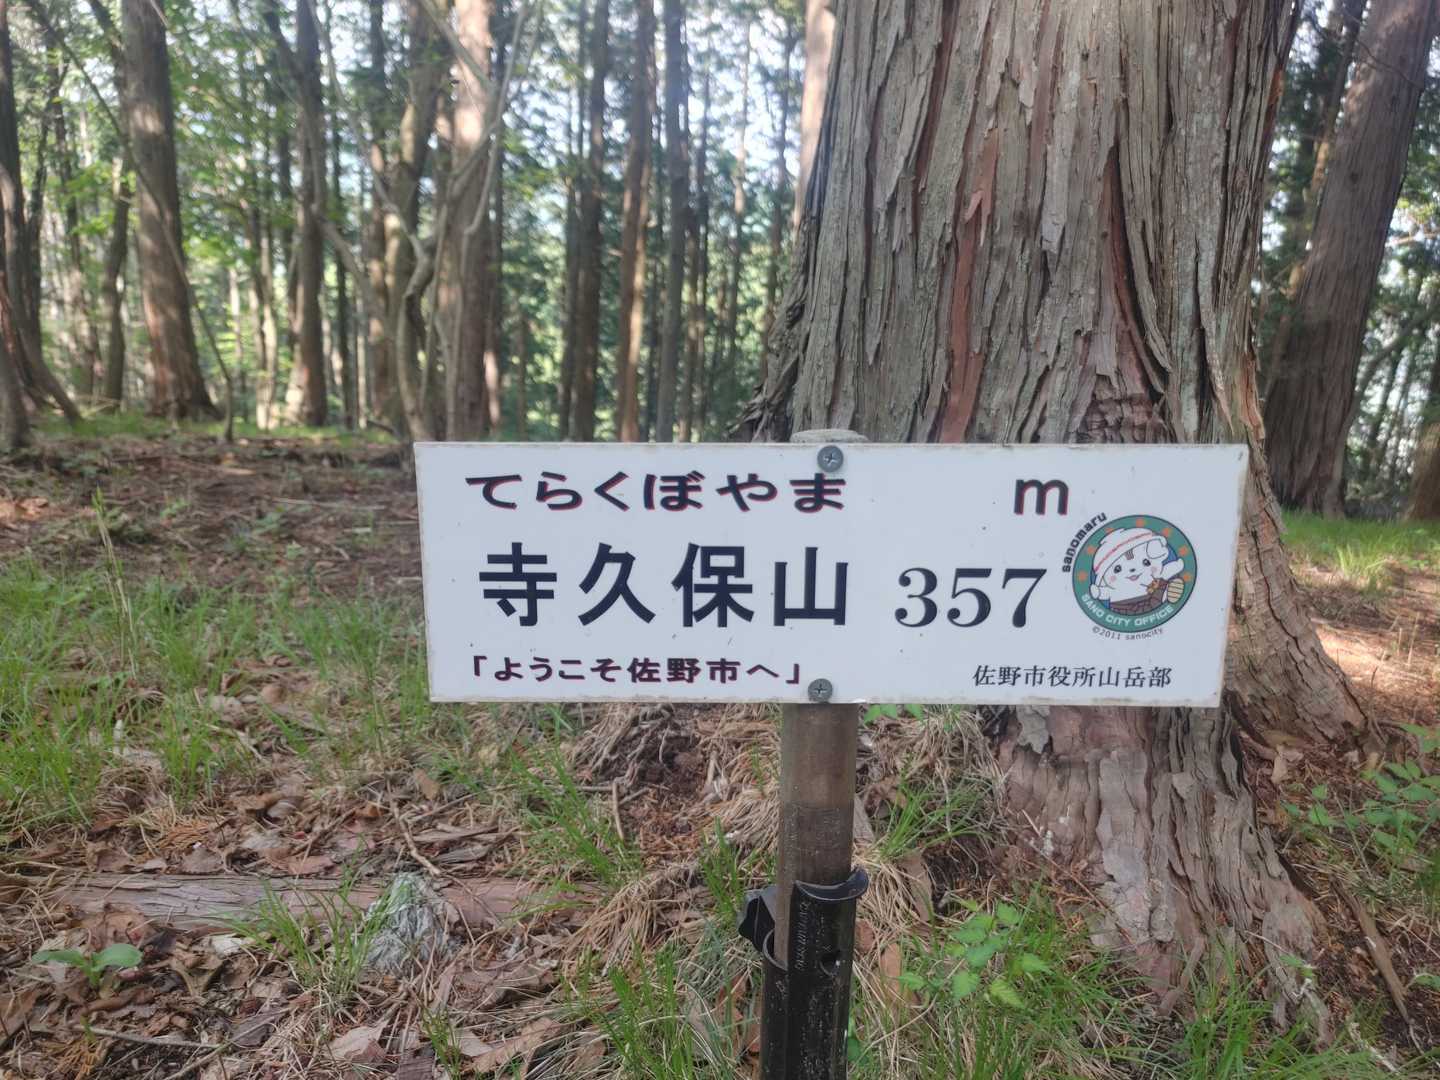 てらくぼやま
m
寺久保山 357
sanomaru
SANO CITY OFFICE
©2011 sanocity
「ようこそ佐野市へ」
佐野市役所山岳部